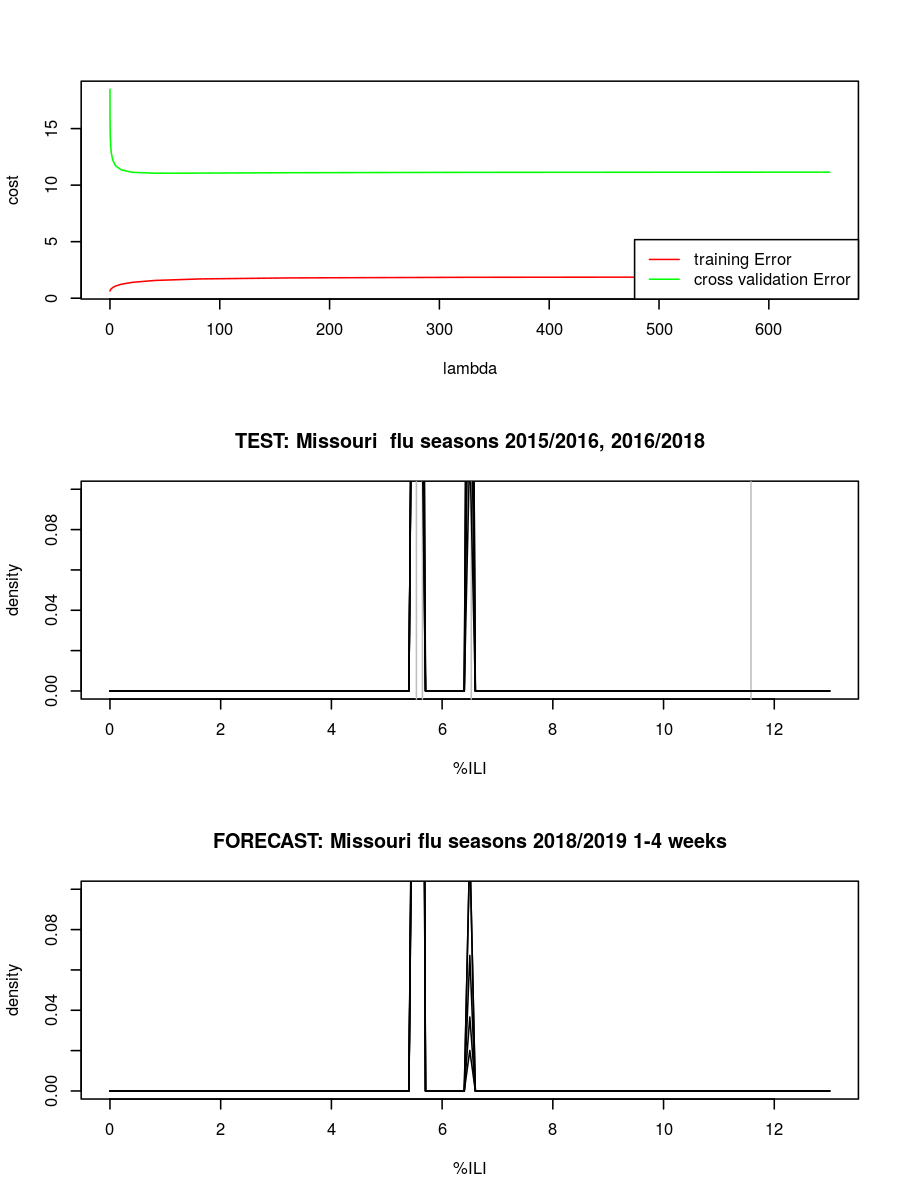 15
10
5
0
cost
training Error
cross validation Error
0 100 200 300 400 500 600
lambda
TEST: Missouri  flu seasons 2015/2016, 2016/2018
0.08
0.04
0.00
density
0 2 4 6 8 10 12
%ILI
FORECAST: Missouri flu seasons 2018/2019 1-4 weeks
0.08
0.04
0.00
density
0 2 4 6 8 10 12
%ILI